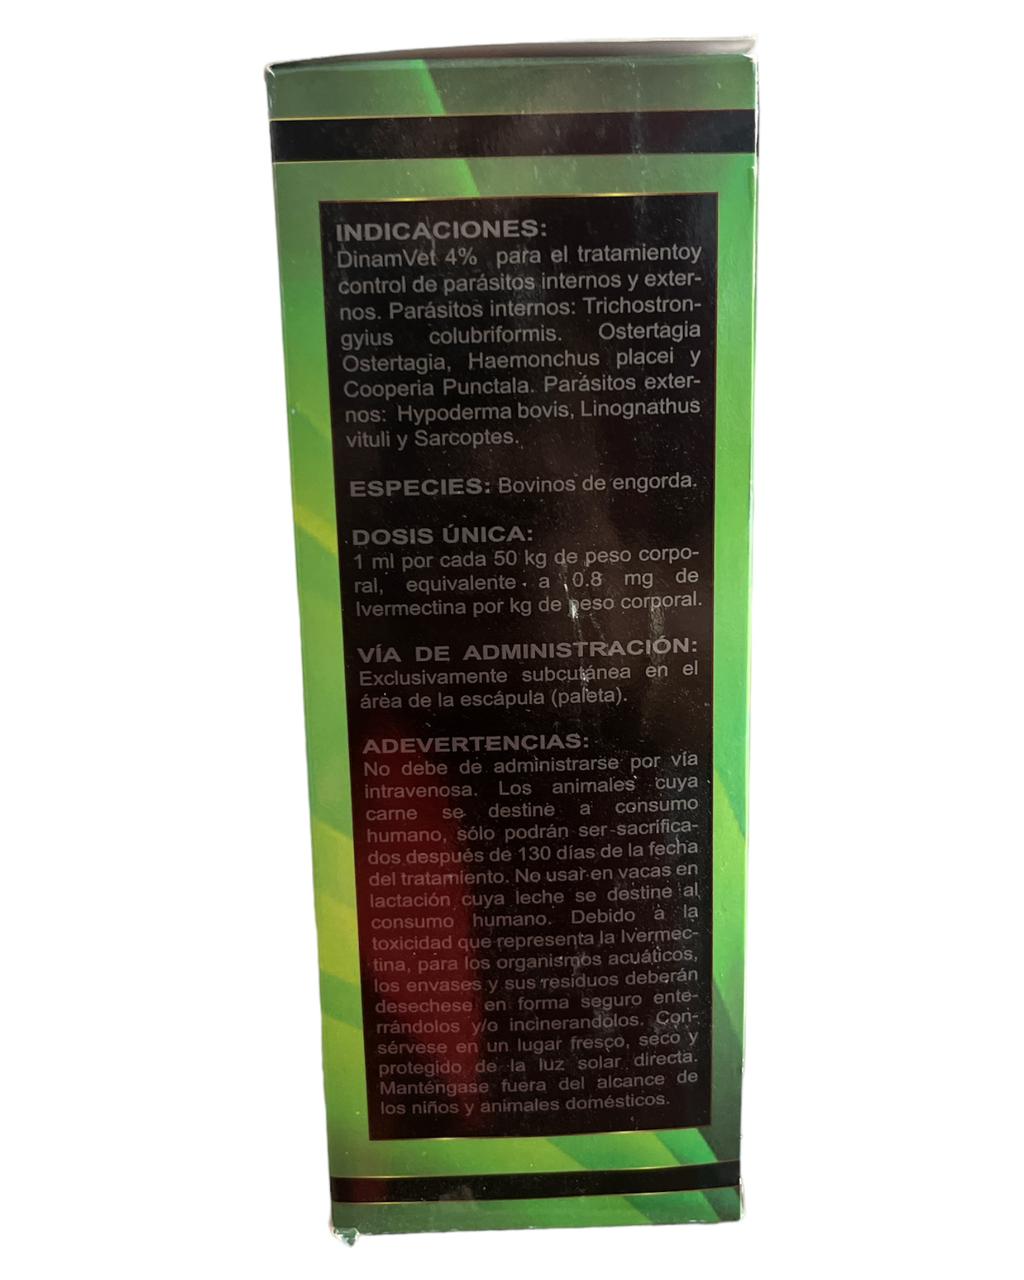 INDICACIONES:
DinamVet 4% para el tratamientoy
control de parásitos internos y exter-
nos. Parásitos internos: Trichostron-
gyius colubriformis. Ostertagia
Ostertagia, Haemonchus placei y
Cooperia Punctala. Parásitos exter-
nos: Hypoderma bovis, Linognathus
vituli y Sarcoptes.
ESPECIES: Bovinos de engorda.
DOSIS ÚNICA:
1 ml por cada 50 kg de peso corpo-
ral, equivalente a 0.8 mg de
Ivermectina por kg de peso corporal.
VÍA DE ADMINISTRACIÓN:
Exclusivamente subcutánea en el
área de la escápula (paleta).
ADEVERTENCIAS:
No debe de administrarse por vía
intravenosa. Los animales cuya
carne se destine a consumo
humano, sólo podrán ser sacrifica-
dos después de 130 días de la fecha
del tratamiento. No usar en vacas en
lactación cuya leche se destine al
consumo humano. Debido a la
toxicidad que representa la Ivermec-
tina, para los organismos acuáticos,
los envases y sus residuos deberán
desechese en forma seguro ente-
rrándolos y/o incinerandolos. Con-
sérvese en un lugar fresco, seco y
protegido de la luz solar directa.
Manténgase fuera del alcance de
los niños y animales domésticos.